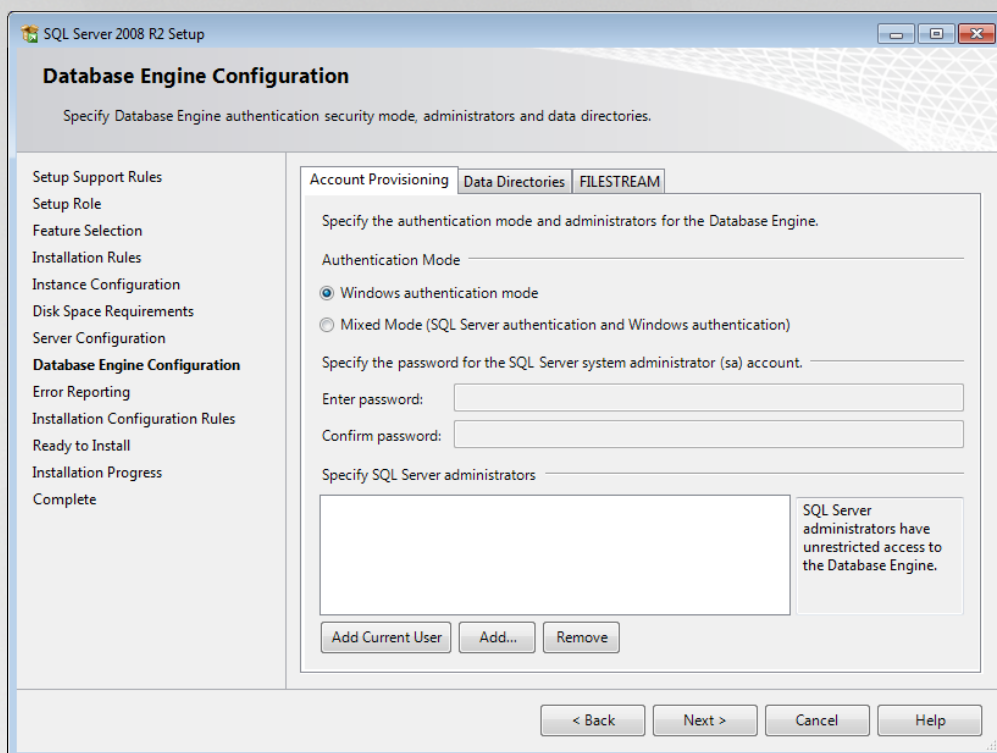 SQL Server 2008 R2 Setup
Database Engine Configuration
Specify Database Engine authentication security mode, administrators and data directories.
Setup Support Rules
Setup Role
Feature Selection
Installation Rules
Instance Configuration
Disk Space Requirements
Server Configuration
Database Engine Configuration
Error Reporting
Installation Configuration Rules
Ready to Install
Installation Progress
Complete
Account Provisioning Data Directories FILESTREAM
Specify the authentication mode and administrators for the Database Engine.
Authentication Mode
Windows authentication mode
Mixed Mode (SQL Server authentication and Windows authentication)
Specify the password for the SQL Server system administrator (sa) account.
Enter password:
Confirm password:
Specify SQL Server administrators
SQL Server
administrators have
unrestricted access to
the Database Engine.
Add Current User Add... Remove
< Back Next > Cancel Help